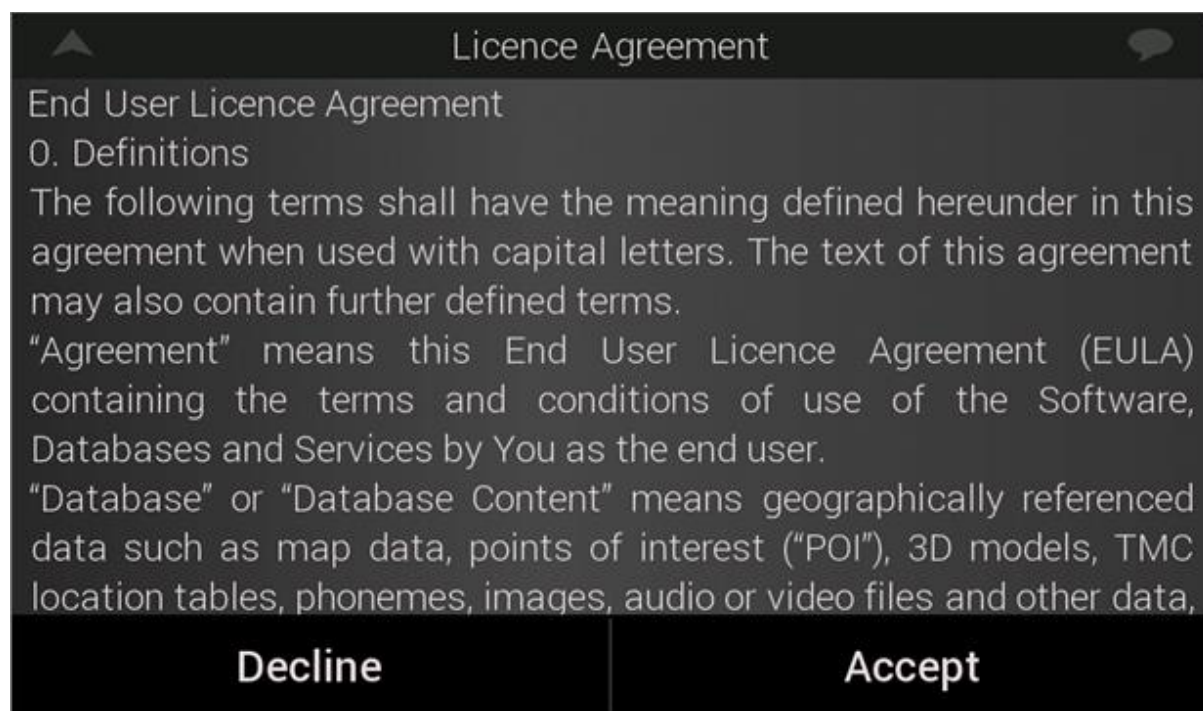 Licence Agreement
End User Licence Agreement
0. Definitions
The following terms shall have the meaning defined hereunder in this
agreement when used with capital letters. The text of this agreement
may also contain further defined terms.
“Agreement” means this End User Licence Agreement (EULA)
containing the terms and conditions of use of the Software,
Databases and Services by You as the end user.
“Database” or “Database Content” means geographically referenced
data such as map data, points of interest (“POI”), 3D models, TMC
location tables, phonemes, images, audio or video files and other data,
Decline
Accept